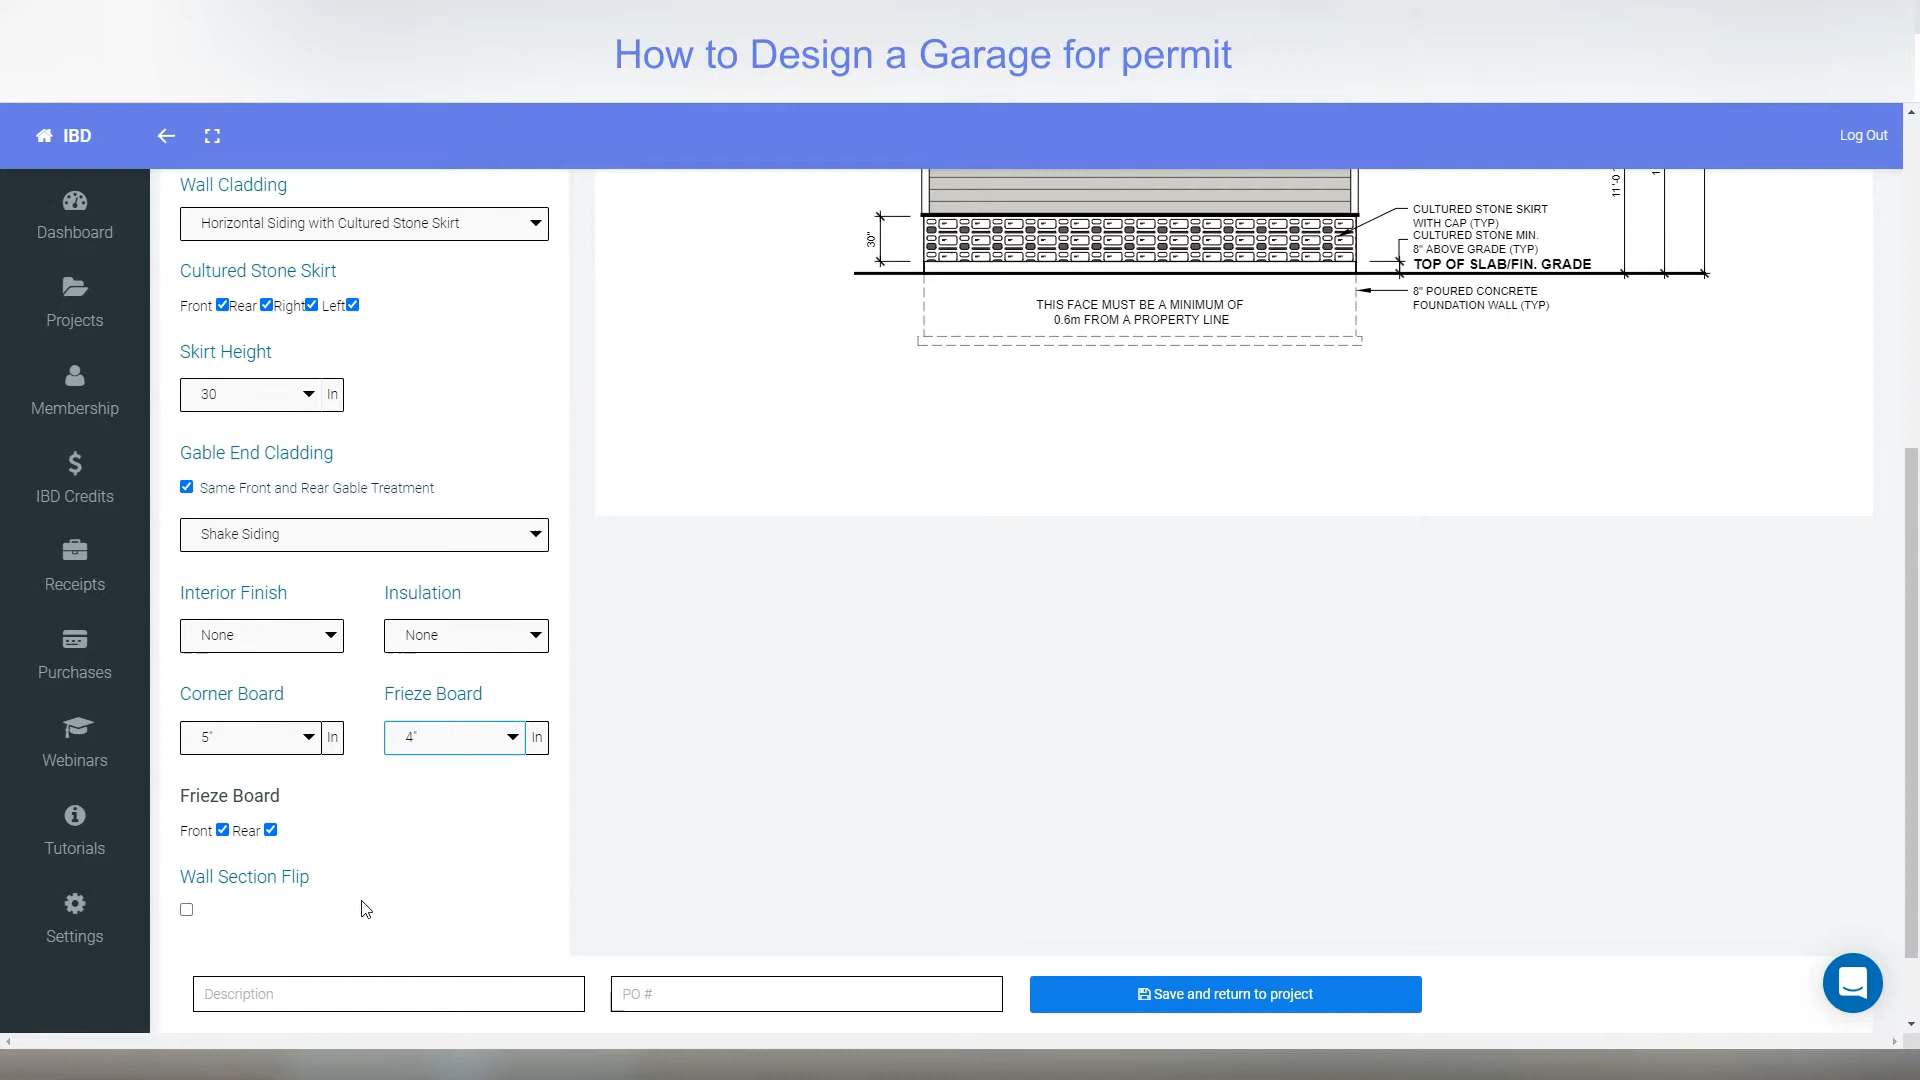 How to Design a Garage for permit
IBD
Log Out
Dashboard
Projects
Membership
IBD Credits
Receipts
Purchases
Webinars
Tutorials
Settings
Wall Cladding
Horizontal Siding with Cultured Stone Skirt
Cultured Stone Skirt
Front Rear Right Left
Skirt Height
30 In
Gable End Cladding
Same Front and Rear Gable Treatment
Shake Siding
Interior Finish Insulation
None None
Corner Board Frieze Board
5" In 4" In
Frieze Board
Front Rear
Wall Section Flip
30"
11'-0
1
CULTURED STONE SKIRT
WITH CAP (TYP)
CULTURED STONE MIN.
8" ABOVE GRADE (TYP)
TOP OF SLAB/FIN. GRADE
8" POURED CONCRETE
FOUNDATION WALL (TYP)
THIS FACE MUST BE A MINIMUM OF
0.6m FROM A PROPERTY LINE
Description PO # Save and return to project